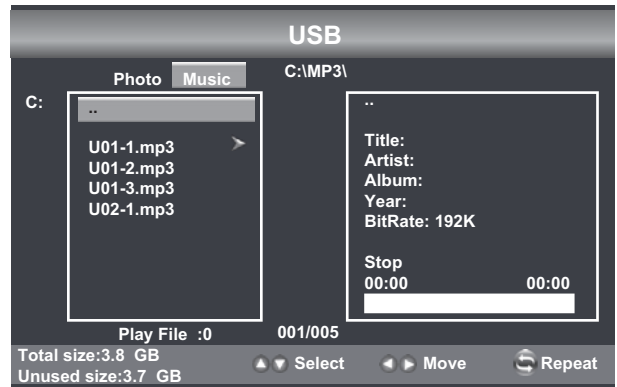 USB
Photo Music C:\MP3\
C:
..
U01-1.mp3
U01-2.mp3
U01-3.mp3
U02-1.mp3
..
Title:
Artist:
Album:
Year:
BitRate: 192K
Stop
00:00 00:00
Play File :0 001/005
Total size:3.8 GB
Unused size:3.7 GB
Select Move Repeat